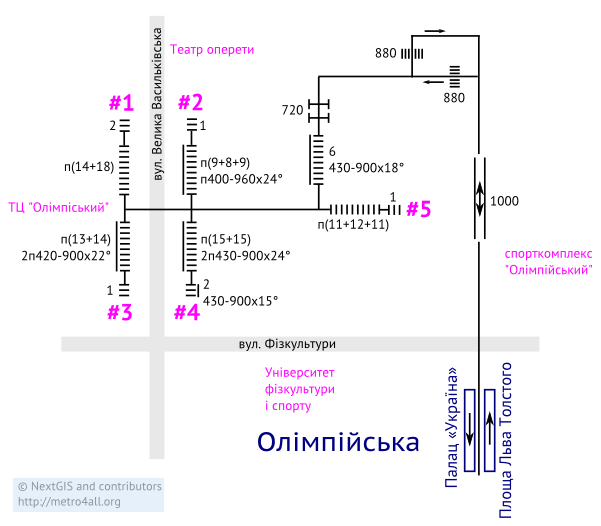 880
880
вул. Велика Васильківська
Театр оперети
#1
#2
2
1
720
п(14+18)
п(9+8+9)
п400-960x24°
6
430-900x18°
ТЦ "Олімпіський"
1
#5
п(11+12+11)
1000
п(13+14)
2п420-900x22°
п(15+15)
2п430-900x24°
спорткомплекс
"Олімпійський"
1
2
430-900x15°
#3
#4
вул. Фізкультури
Університет
фізкультури
і спорту
Олімпійська
Палац «Україна»
Площа Льва Толстого
© NextGIS and contributors
http://metro4all.org